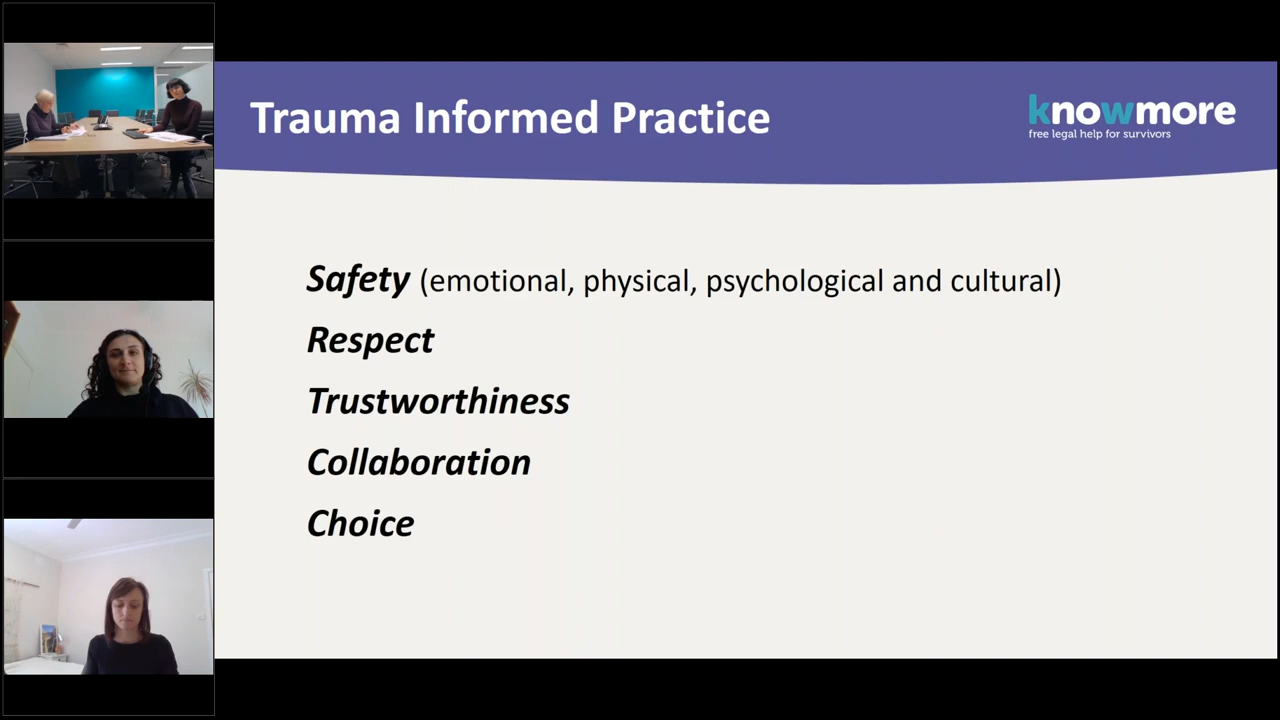 Trauma Informed Practice
knowmore
free legal help for survivors
Safety (emotional, physical, psychological and cultural)
Respect
Trustworthiness
Collaboration
Choice